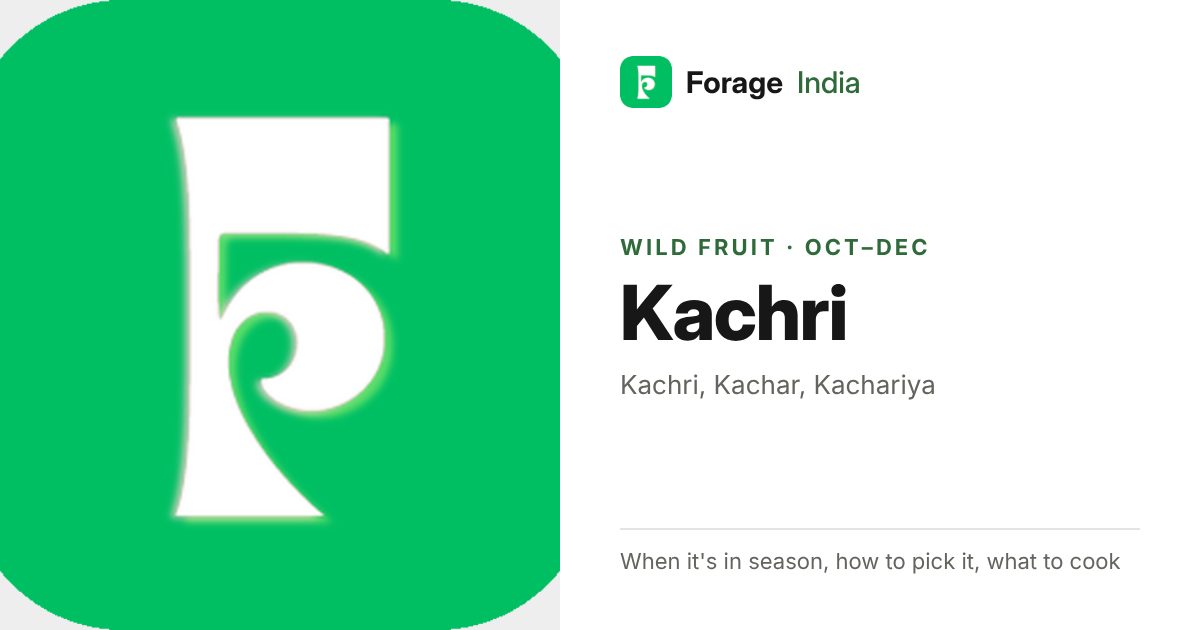 Forage India
WILD FRUIT · OCT–DEC
Kachri
Kachri, Kachar, Kachariya
When it's in season, how to pick it, what to cook